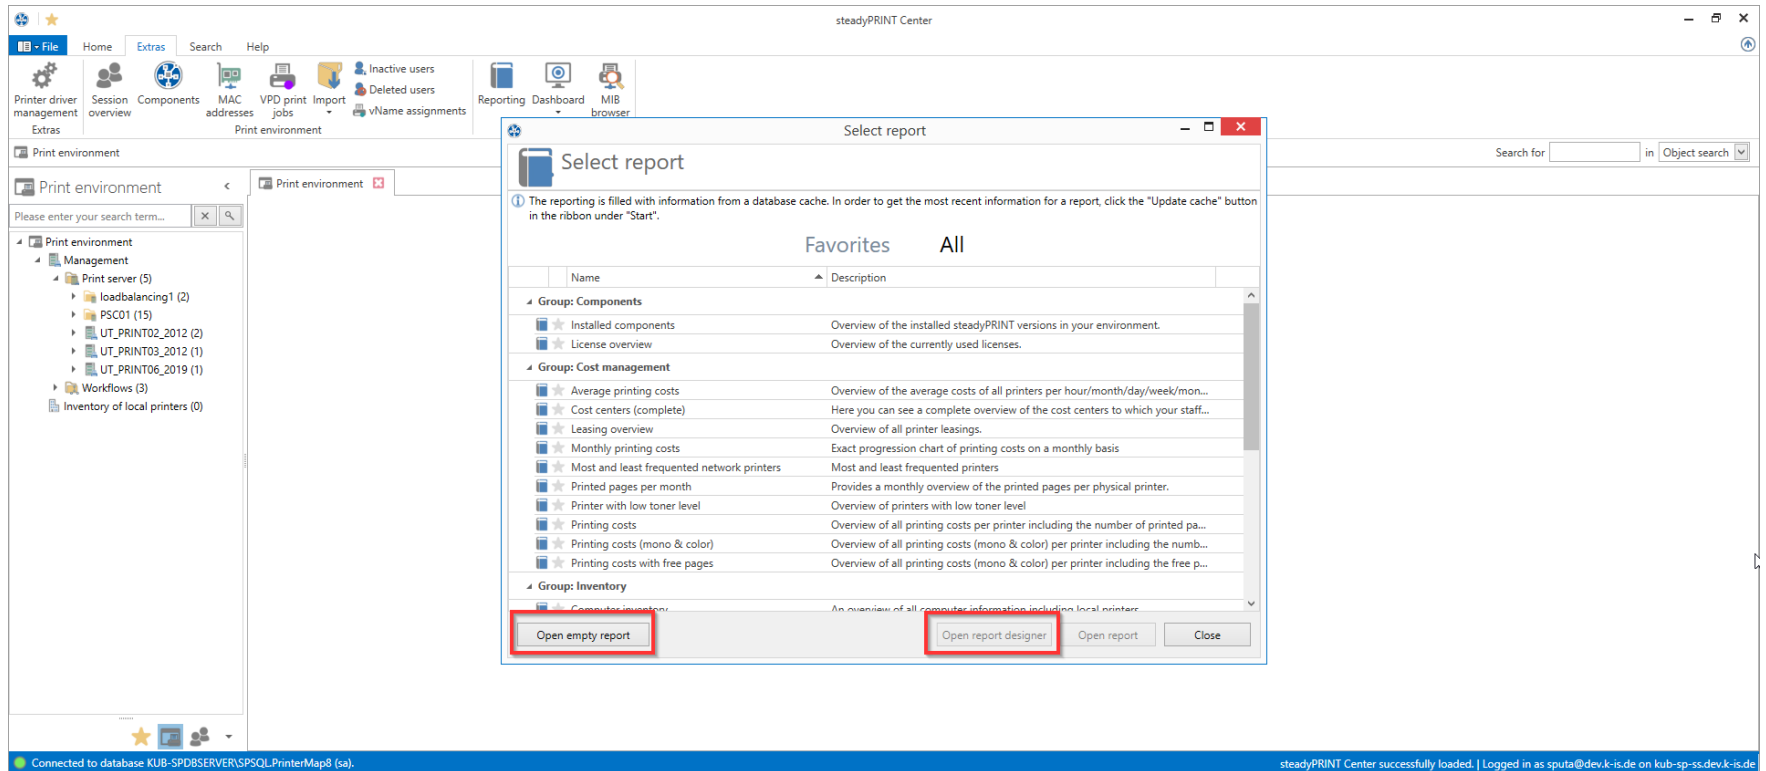 steadyPRINT Center
File Home Extras Search Help
Printer driver management
Session overview
Components
MAC addresses
VPD print jobs
Import
Inactive users
Deleted users
vName assignments
Reporting
Dashboard
MIB browser
Extras
Print environment
Print environment
Search for
in Object search
Print environment
Please enter your search term...
Print environment
Management
Print server (5)
loadbalancing1 (2)
PSC01 (15)
UT_PRINT02_2012 (2)
UT_PRINT03_2012 (1)
UT_PRINT06_2019 (1)
Workflows (3)
Inventory of local printers (0)
Print environment
Select report
Select report
The reporting is filled with information from a database cache. In order to get the most recent information for a report, click the "Update cache" button
in the ribbon under "Start".
Favorites All
Name Description
Group: Components
Installed components Overview of the installed steadyPRINT versions in your environment.
License overview Overview of the currently used licenses.
Group: Cost management
Average printing costs Overview of the average costs of all printers per hour/month/day/week/mon...
Cost centers (complete) Here you can see a complete overview of the cost centers to which your staff...
Leasing overview Overview of all printer leasings.
Monthly printing costs Exact progression chart of printing costs on a monthly basis
Most and least frequented network printers Most and least frequented printers
Printed pages per month Provides a monthly overview of the printed pages per physical printer.
Printer with low toner level Overview of printers with low toner level
Printing costs Overview of all printing costs per printer including the number of printed pa...
Printing costs (mono & color) Overview of all printing costs (mono & color) per printer including the numb...
Printing costs with free pages Overview of all printing costs (mono & color) per printer including the free p...
Group: Inventory
Computer inventory An overview of all computer information including local printers
Open empty report Open report designer Open report Close
Connected to database KUB-SPDBSERVER\SPSQL.PrinterMap8 (sa).
steadyPRINT Center successfully loaded. | Logged in as sputa@dev.k-is.de on kub-sp-ss.dev.k-is.de